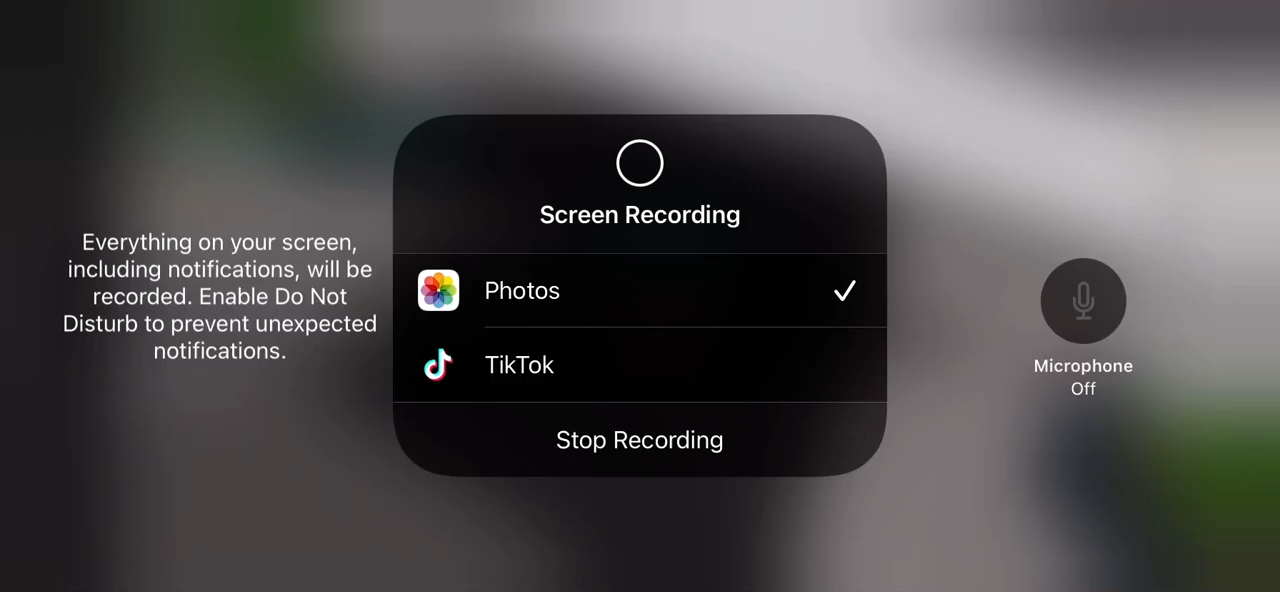 Everything on your screen,
including notifications, will be
recorded. Enable Do Not
Disturb to prevent unexpected
notifications.
Screen Recording
Photos
TikTok
Stop Recording
Microphone
Off